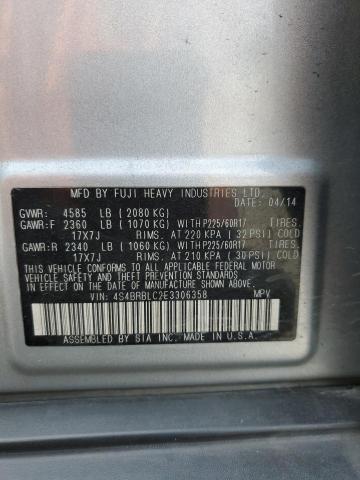 MFD BY FUJI HEAVY INDUSTRIES LTD.
DATE: 04/14
GVWR: 4585 LB ( 2080 KG)
GAWR:F 2360 LB ( 1070 KG) WITH P225/60R17 TIRES,
17X7J RIMS, AT 220 KPA ( 32 PSI) COLD
GAWR:R 2340 LB ( 1060 KG) WITH P225/60R17 TIRES,
17X7J RIMS, AT 210 KPA ( 30 PSI) COLD
THIS VEHICLE CONFORMS TO ALL APPLICABLE FEDERAL MOTOR
VEHICLE SAFETY AND THEFT PREVENTION STANDARDS
IN EFFECT ON THE DATE OF MANUFACTURE SHOWN ABOVE.
VIN: 4S4BRBLC2E3306358 MPV
ASSEMBLED BY SIA INC. MADE IN U.S.A.